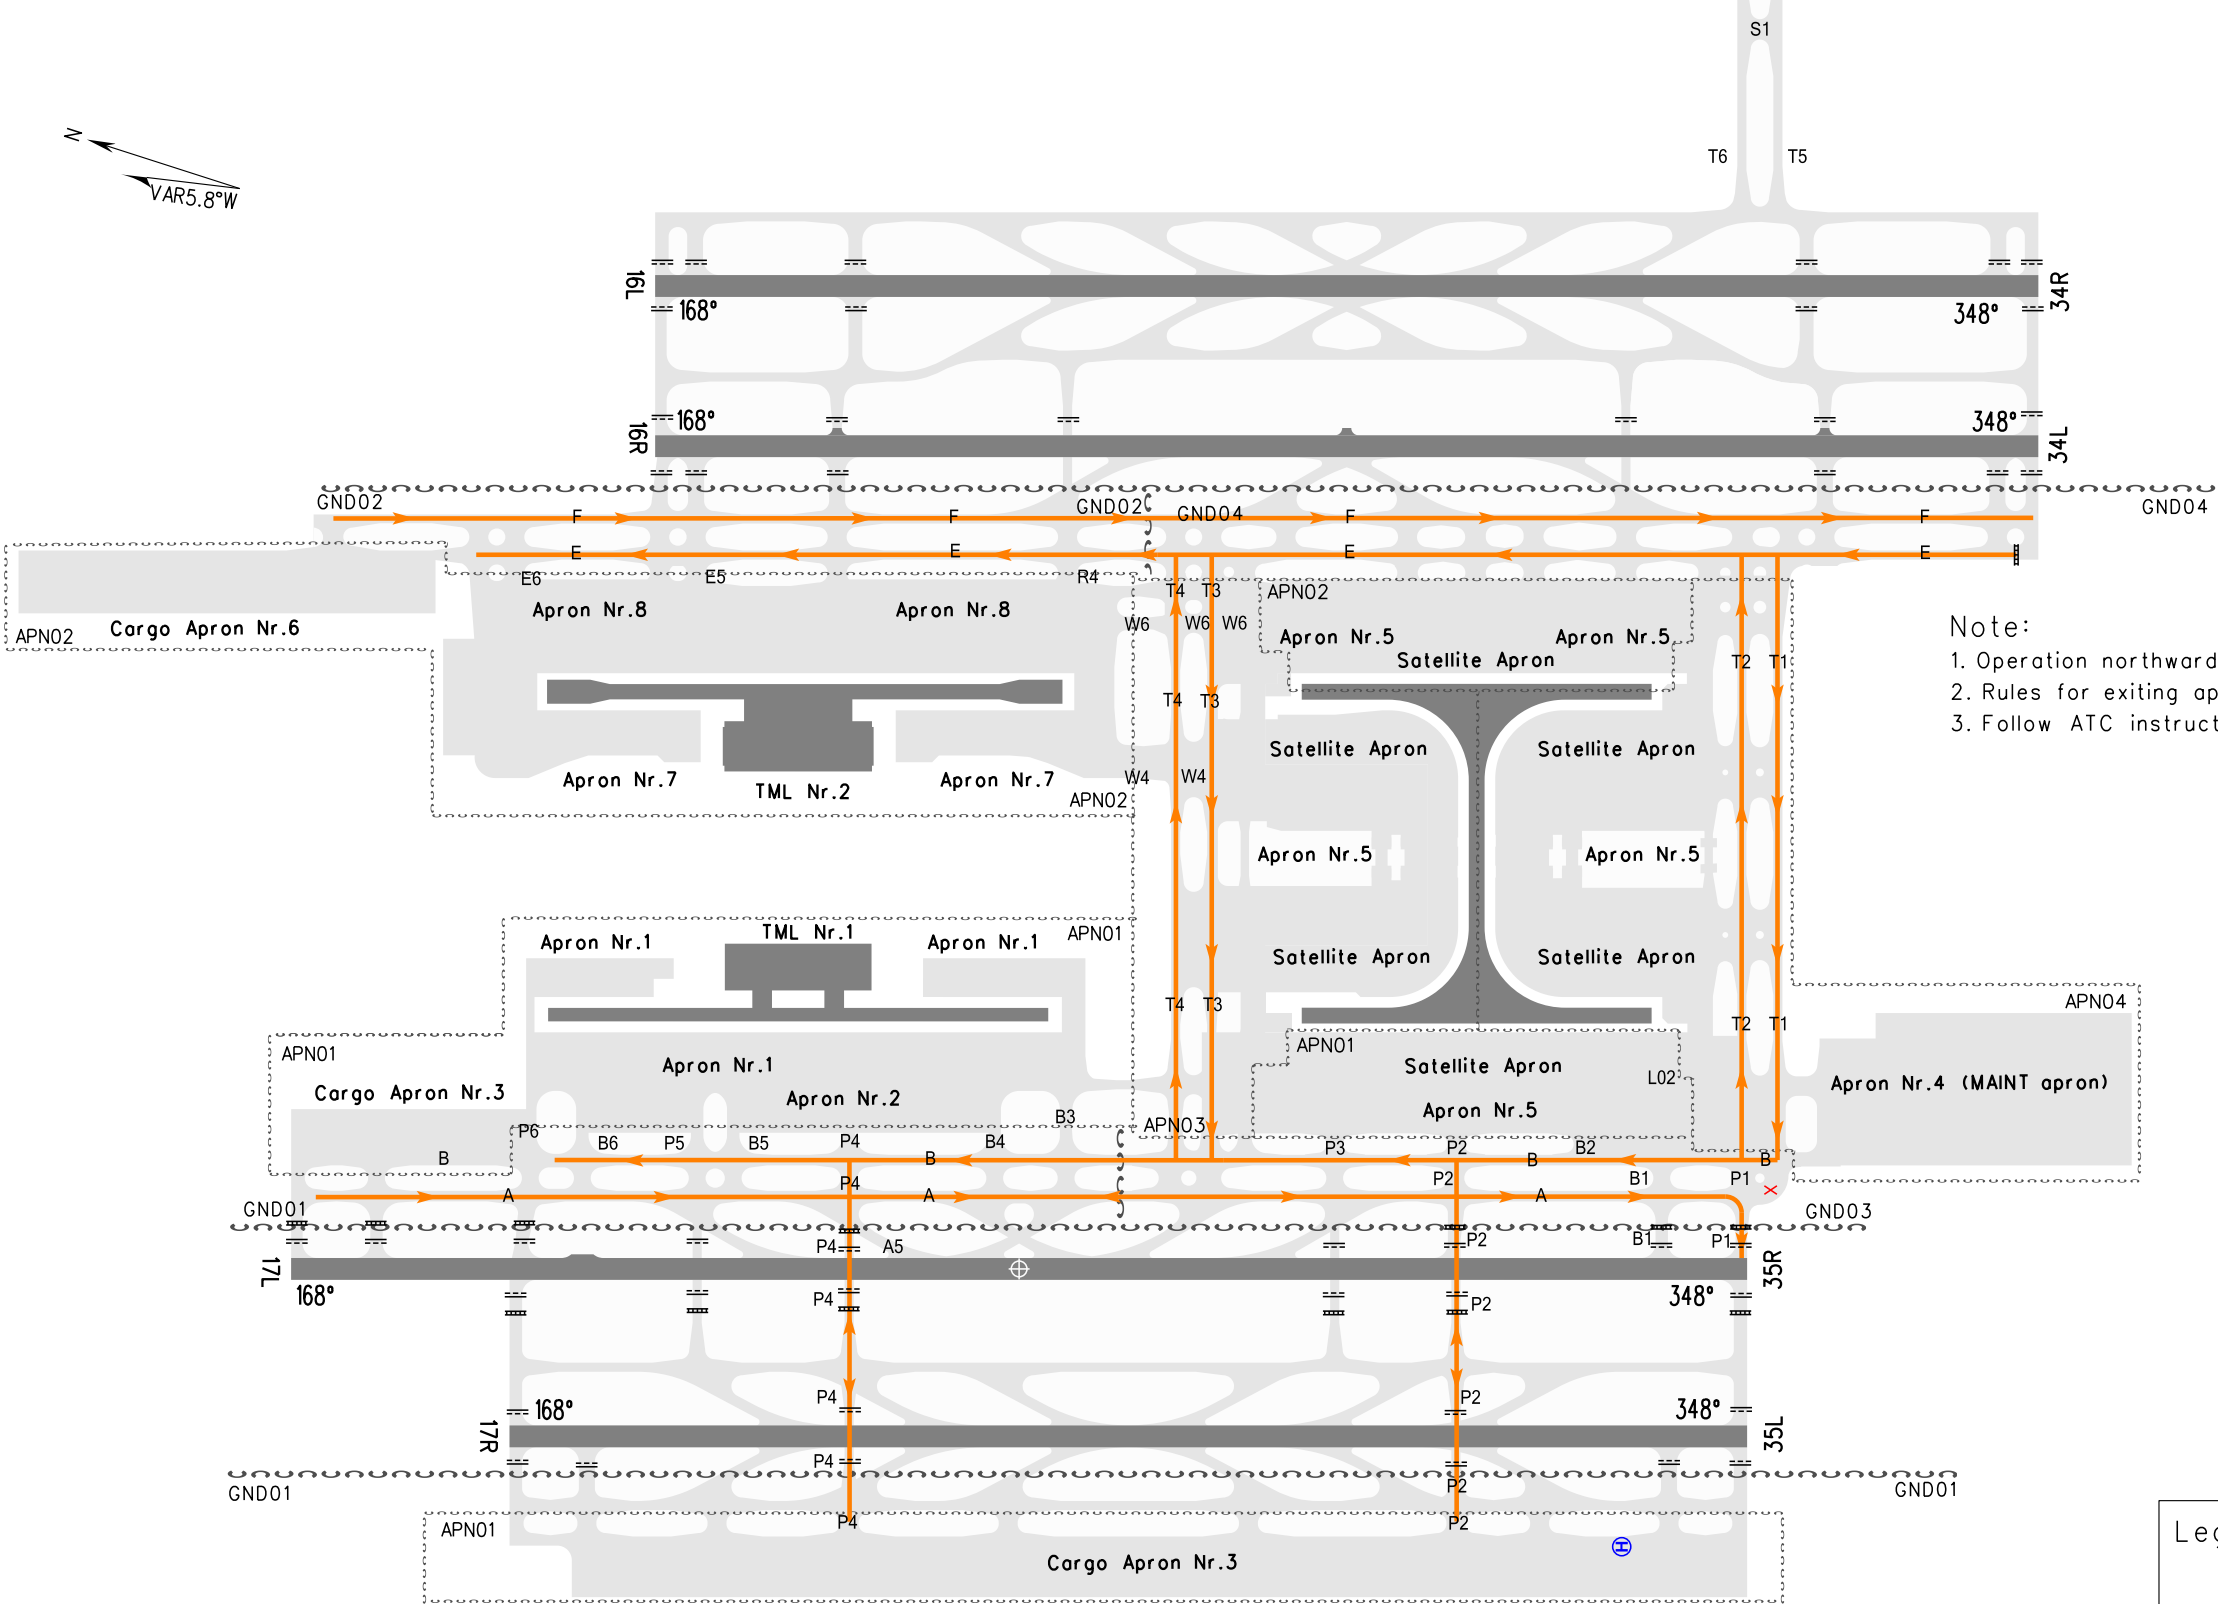 S1
N
VAR5.8°W
T6
T5
16L
168°
348°
34R
16R
168°
348°
34L
GND02
GND02
GND04
GND04
F
F
F
F
E
E
E
E
E6
E5
R4
T4
T3
APN02
Apron Nr.8
Apron Nr.8
W6
W6
W6
APN02
Cargo Apron Nr.6
Apron Nr.5
Apron Nr.5
Satellite Apron
T2
T1
Note:
1. Operation northward
2. Rules for exiting ap
3. Follow ATC instruct
T4
T3
Satellite Apron
Satellite Apron
Apron Nr.7
TML Nr.2
Apron Nr.7
W4
W4
APN02
Apron Nr.5
Apron Nr.5
Apron Nr.1
TML Nr.1
Apron Nr.1
APN01
Satellite Apron
Satellite Apron
T4
T3
T2
T1
APN04
APN01
Apron Nr.1
APN01
Satellite Apron
L02
Apron Nr.4 (MAINT apron)
Cargo Apron Nr.3
Apron Nr.2
Apron Nr.5
B3
APN03
P6
B6
P5
B5
P4
B4
P3
P2
B2
B
B
B
B
P4
P2
B1
P1
X
A
A
A
GND01
GND03
P4
A5
P2
B1
P1
17L
168°
348°
35R
P4
P2
P4
P2
17R
168°
348°
35L
P4
P2
GND01
GND01
APN01
P4
P2
H
Cargo Apron Nr.3
Leg